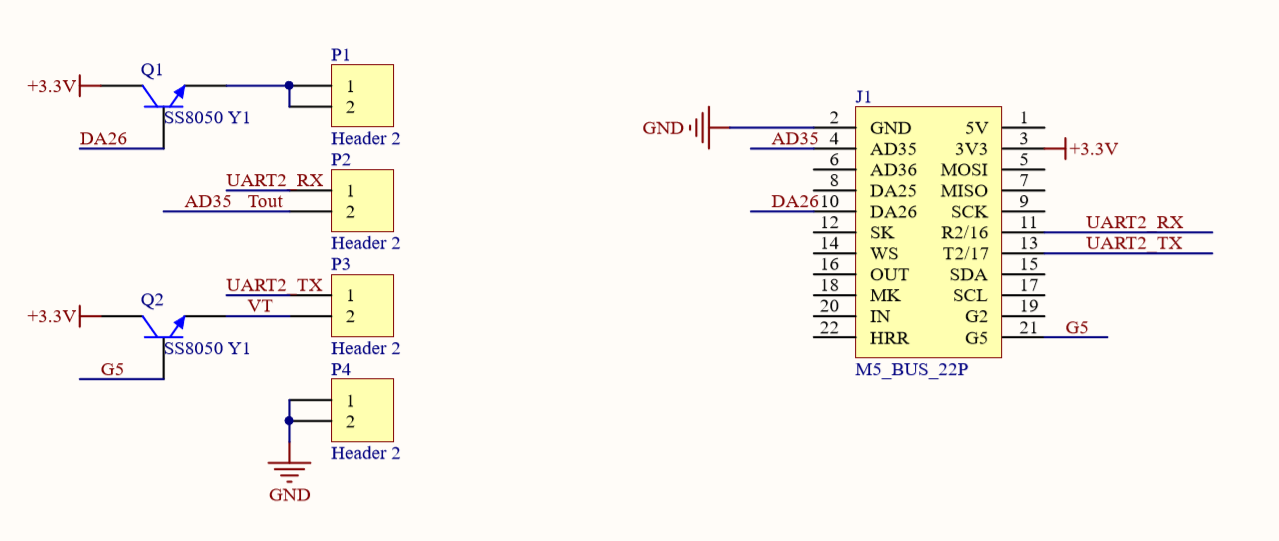 P1
Q1
+3.3V
1
2
SS8050 Y1
DA26
Header 2
P2
UART2_RX
1
AD35
Tout
2
Header 2
P3
UART2_TX
1
Q2
VT
+3.3V
2
SS8050 Y1
Header 2
G5
P4
1
2
Header 2
GND
J1
2 GND 5V 1
GND
AD35 4 AD35 3V3 3 +3.3V
6 AD36 MOSI 5
8 DA25 MISO 7
DA26 10 DA26 SCK 9
12 SK R2/16 11 UART2_RX
14 WS T2/17 13 UART2_TX
16 OUT SDA 15
18 MK SCL 17
20 IN G2 19
22 HRR G5 21 G5
M5_BUS_22P